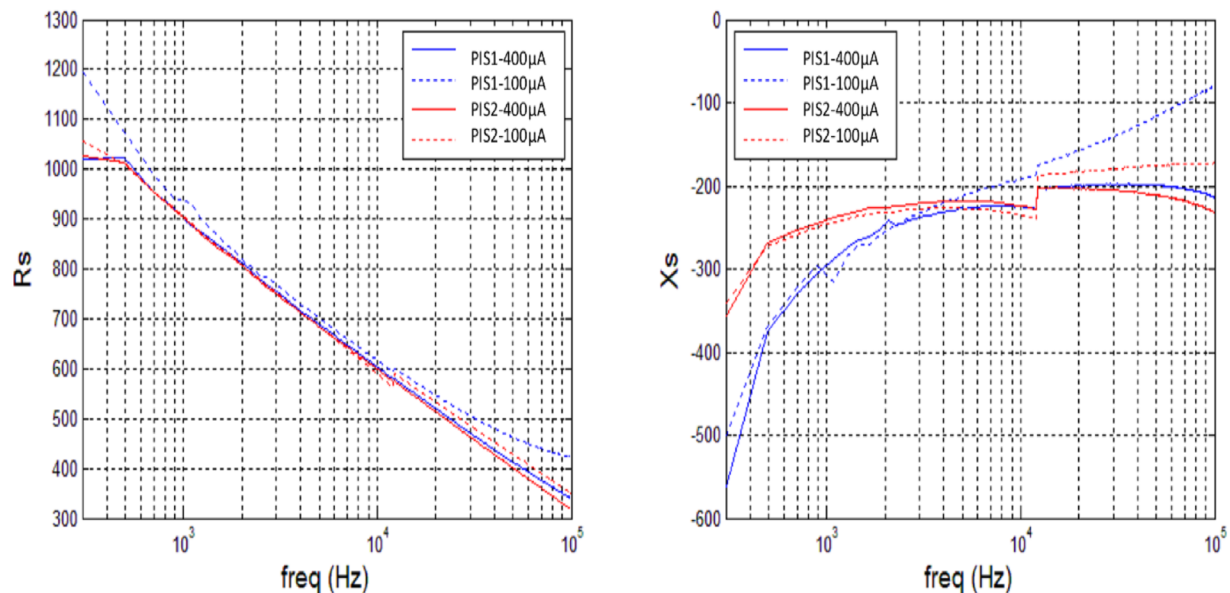 1300
1200
1100
1000
900
800
700
600
500
400
300
Rs
10³
10⁴
10⁵
freq (Hz)
PIS1-400µA
PIS1-100µA
PIS2-400µA
PIS2-100µA
0
-100
-200
-300
-400
-500
-600
Xs
10³
10⁴
10⁵
freq (Hz)
PIS1-400µA
PIS1-100µA
PIS2-400µA
PIS2-100µA